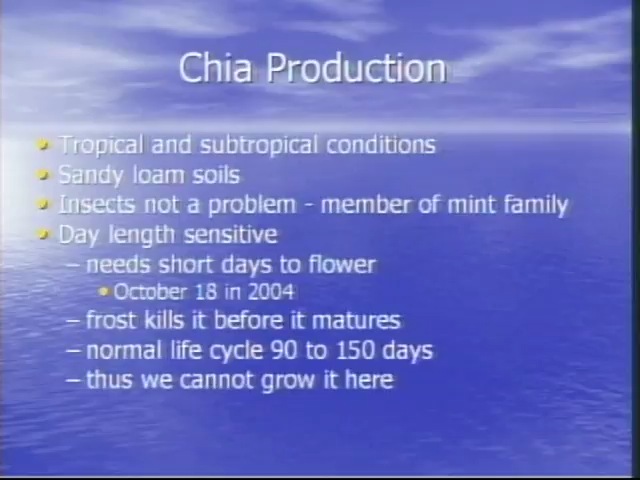 Chia Production
• Tropical and subtropical conditions
• Sandy loam soils
• Insects not a problem - member of mint family
• Day length sensitive
– needs short days to flower
• October 18 in 2004
– frost kills it before it matures
– normal life cycle 90 to 150 days
– thus we cannot grow it here